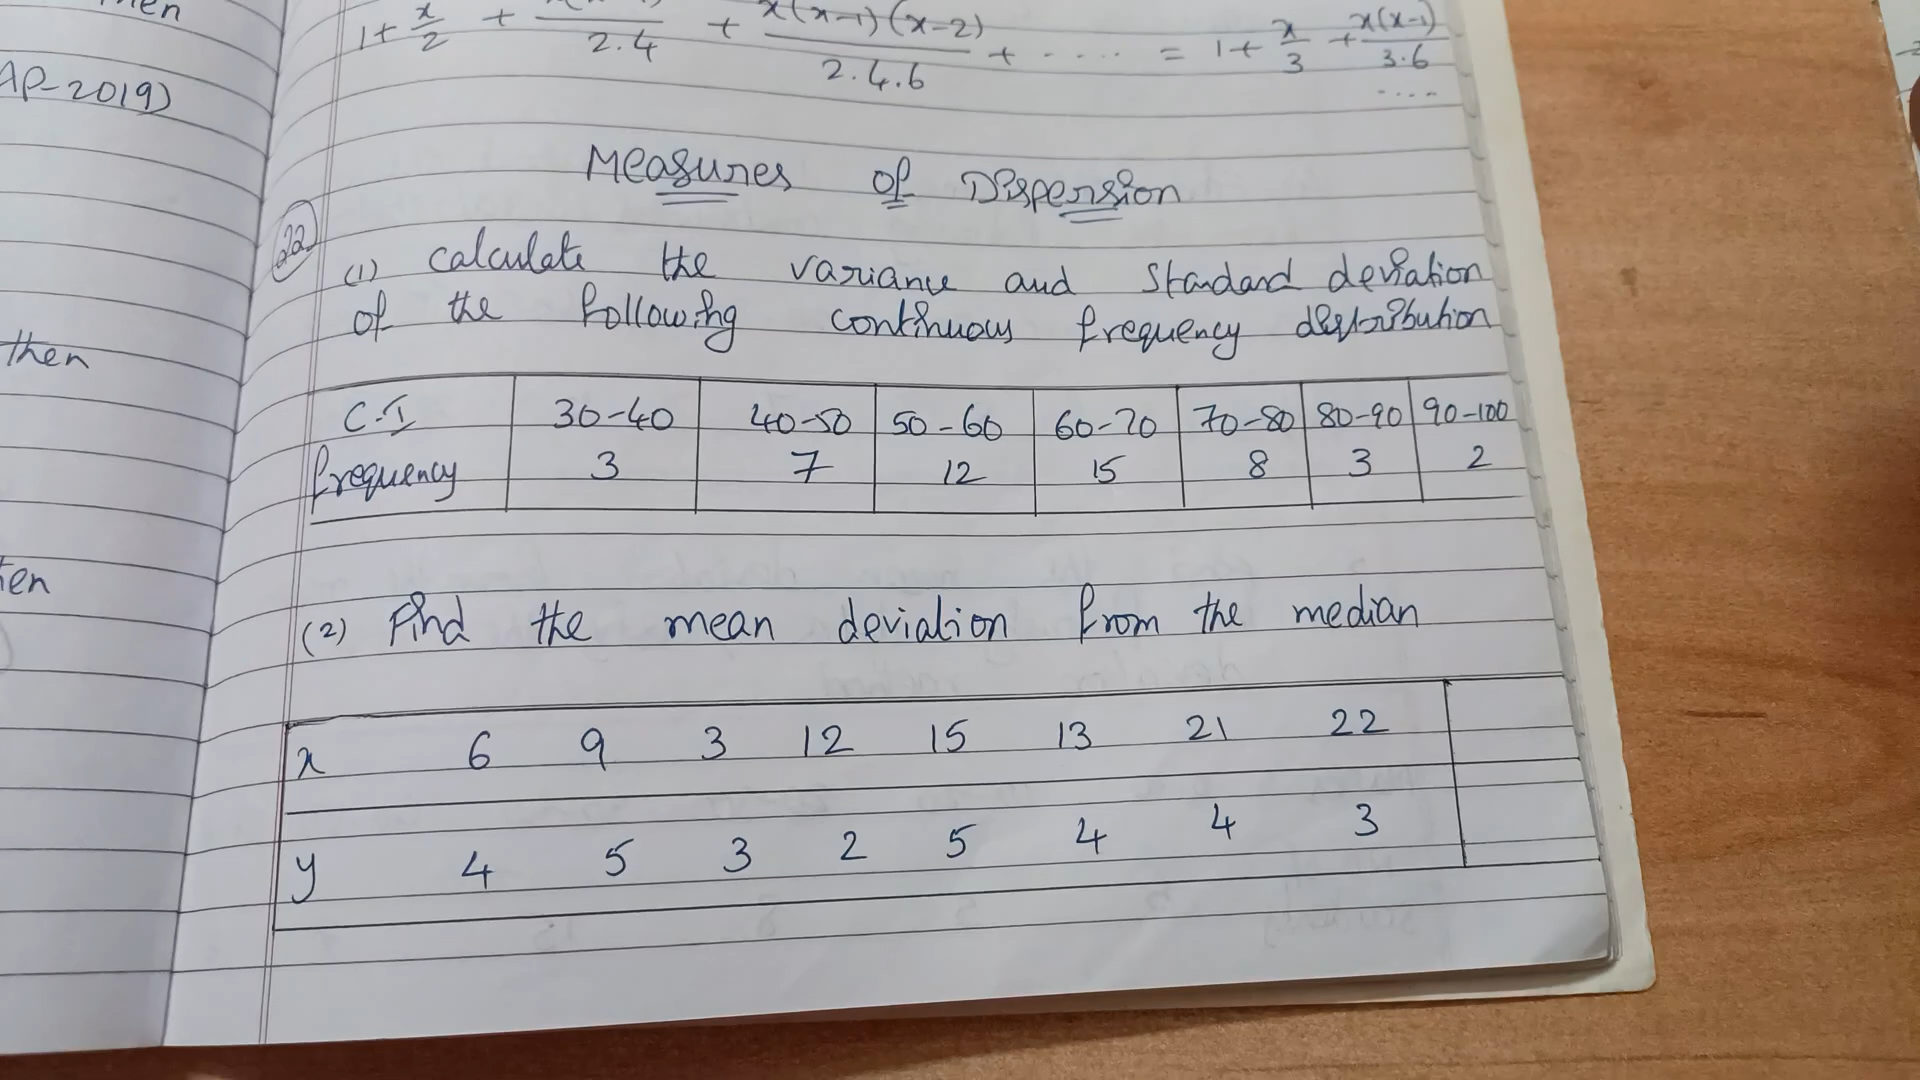 then
AP-2019)
then
1+ x/2 + /2.4 + x(x-1)(x-2)/2.4.6 + ..... = 1+ x/3 + x(x-1)/3.6
....
Measures of Dispersion
22
(1) calculate the variance and Standard deviation
of the following continuous frequency distribution
C.I 30-40 40-50 50-60 60-70 70-80 80-90 90-100
frequency 3 7 12 15 8 3 2
(2) Find the mean deviation from the median
x 6 9 3 12 15 13 21 22
y 4 5 3 2 5 4 4 3